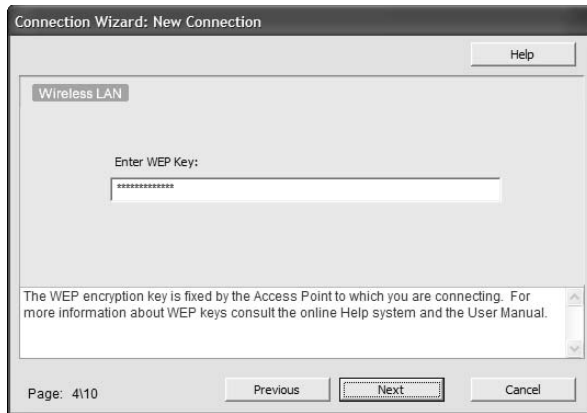 Connection Wizard: New Connection
Help
Wireless LAN
Enter WEP Key:
*************
The WEP encryption key is fixed by the Access Point to which you are connecting. For
more information about WEP keys consult the online Help system and the User Manual.
Page: 4\10
Previous
Next
Cancel